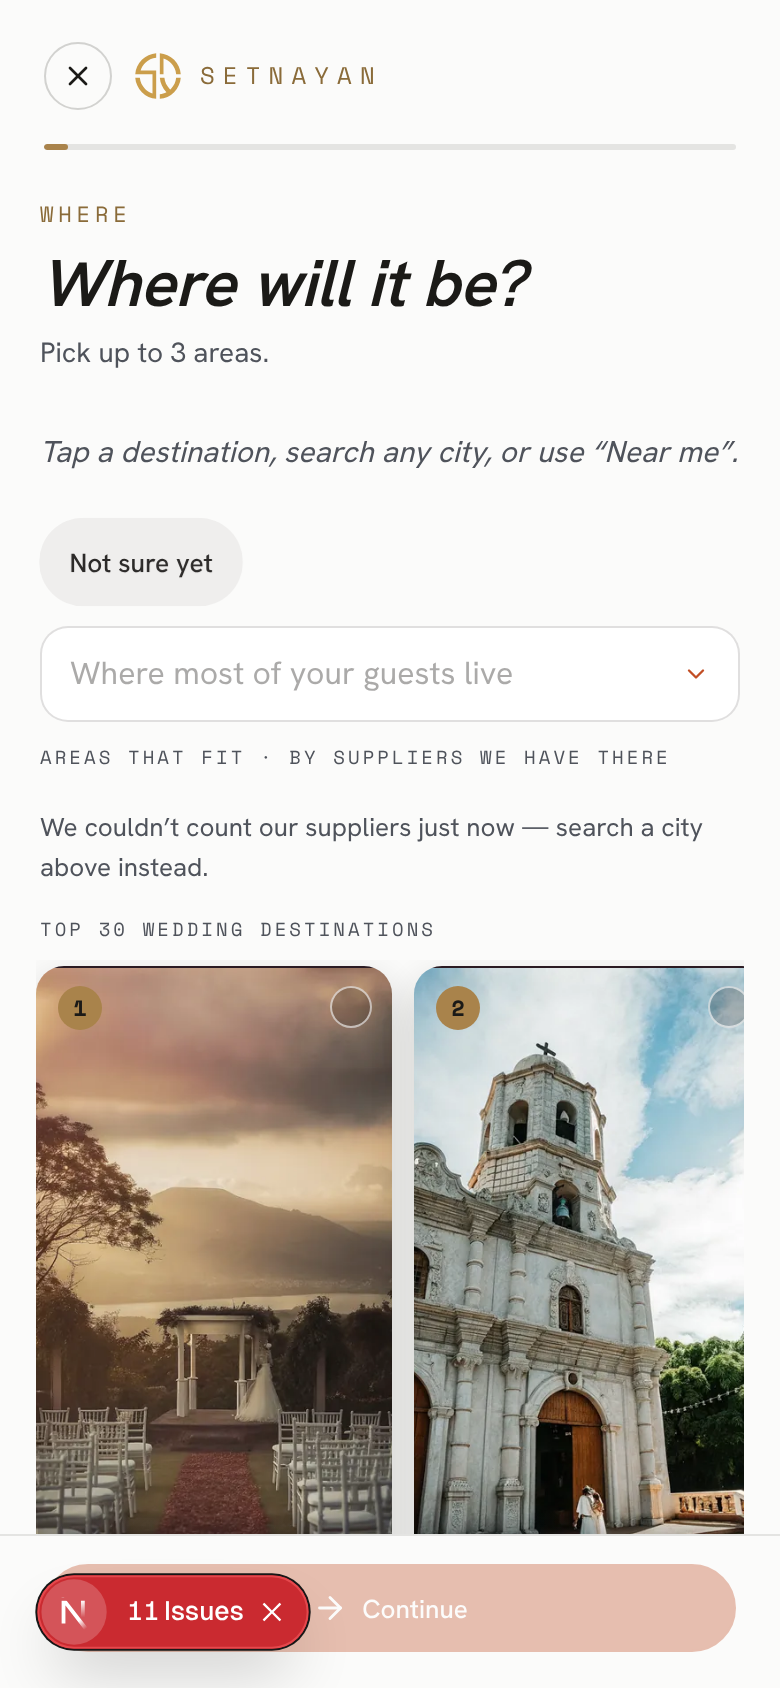 SETNAYAN
WHERE
Where will it be?
Pick up to 3 areas.
Tap a destination, search any city, or use “Near me”.
Not sure yet
Where most of your guests live
AREAS THAT FIT · BY SUPPLIERS WE HAVE THERE
We couldn’t count our suppliers just now — search a city
above instead.
TOP 30 WEDDING DESTINATIONS
1
2
N 11 Issues
Continue